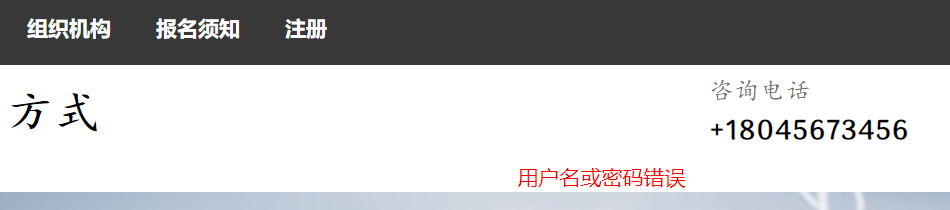 组织机构 报名须知 注册
咨询电话
方式
+18045673456
用户名或密码错误